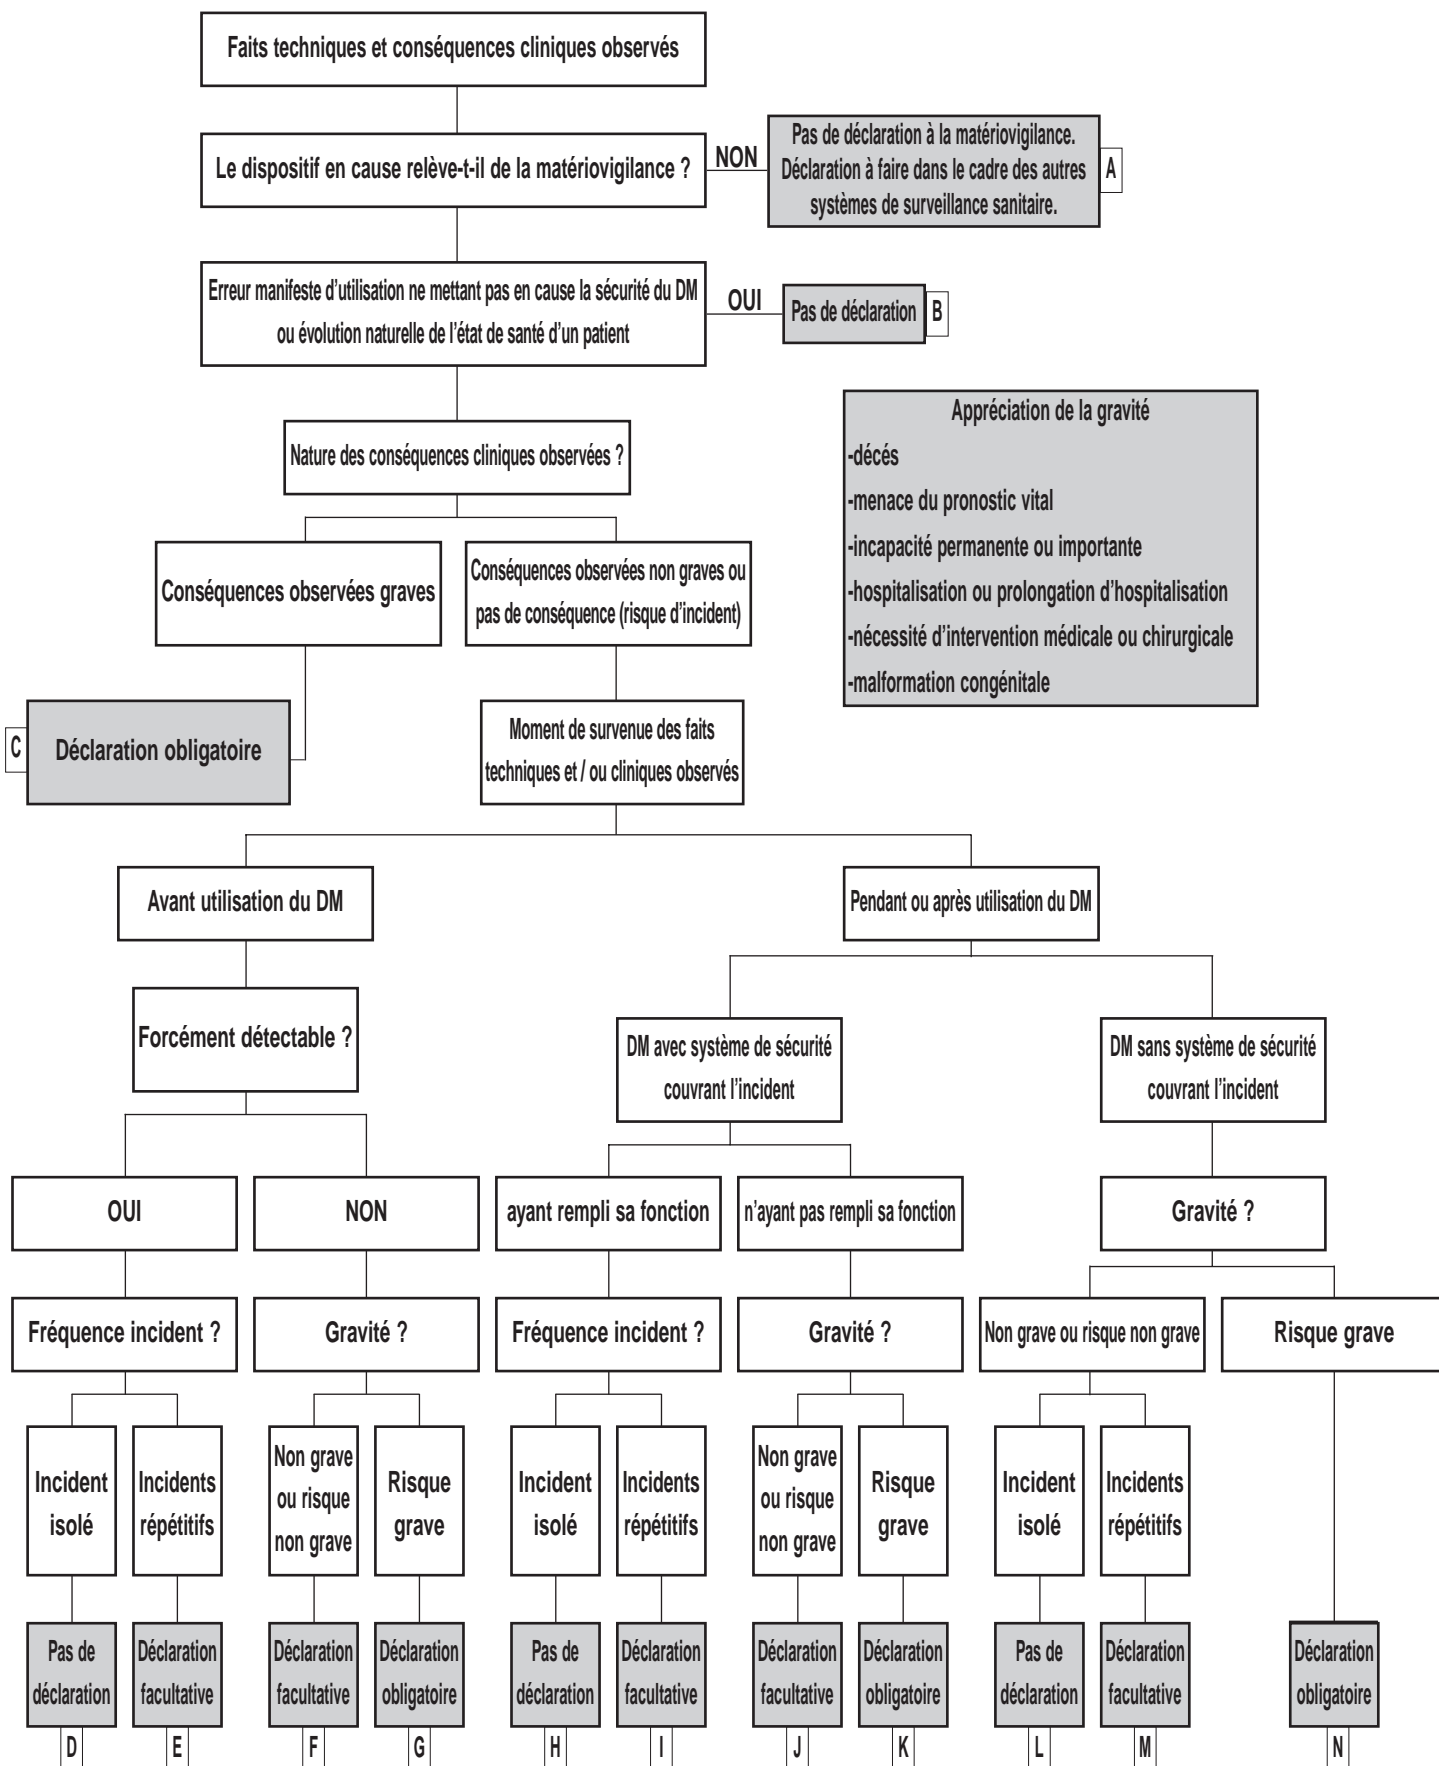 Faits techniques et conséquences cliniques observés
Le dispositif en cause relève-t-il de la matériovigilance ?
NON
Pas de déclaration à la matériovigilance.
Déclaration à faire dans le cadre des autres
systèmes de surveillance sanitaire.
A
Erreur manifeste d'utilisation ne mettant pas en cause la sécurité du DM
ou évolution naturelle de l'état de santé d'un patient
OUI
Pas de déclaration
B
Appréciation de la gravité
-décés
-menace du pronostic vital
-incapacité permanente ou importante
-hospitalisation ou prolongation d'hospitalisation
-nécessité d'intervention médicale ou chirurgicale
-malformation congénitale
Nature des conséquences cliniques observées ?
Conséquences observées graves
Conséquences observées non graves ou
pas de conséquence (risque d'incident)
C
Déclaration obligatoire
Moment de survenue des faits
techniques et / ou cliniques observés
Avant utilisation du DM
Pendant ou après utilisation du DM
Forcément détectable ?
DM avec système de sécurité
couvrant l'incident
DM sans système de sécurité
couvrant l'incident
OUI
NON
ayant rempli sa fonction
n'ayant pas rempli sa fonction
Gravité ?
Fréquence incident ?
Gravité ?
Fréquence incident ?
Gravité ?
Non grave ou risque non grave
Risque grave
Incident
isolé
Incidents
répétitifs
Non grave
ou risque
non grave
Risque
grave
Incident
isolé
Incidents
répétitifs
Non grave
ou risque
non grave
Risque
grave
Incident
isolé
Incidents
répétitifs
Pas de
déclaration
Déclaration
facultative
Déclaration
facultative
Déclaration
obligatoire
Pas de
déclaration
Déclaration
facultative
Déclaration
facultative
Déclaration
obligatoire
Pas de
déclaration
Déclaration
facultative
Déclaration
obligatoire
D
E
F
G
H
I
J
K
L
M
N